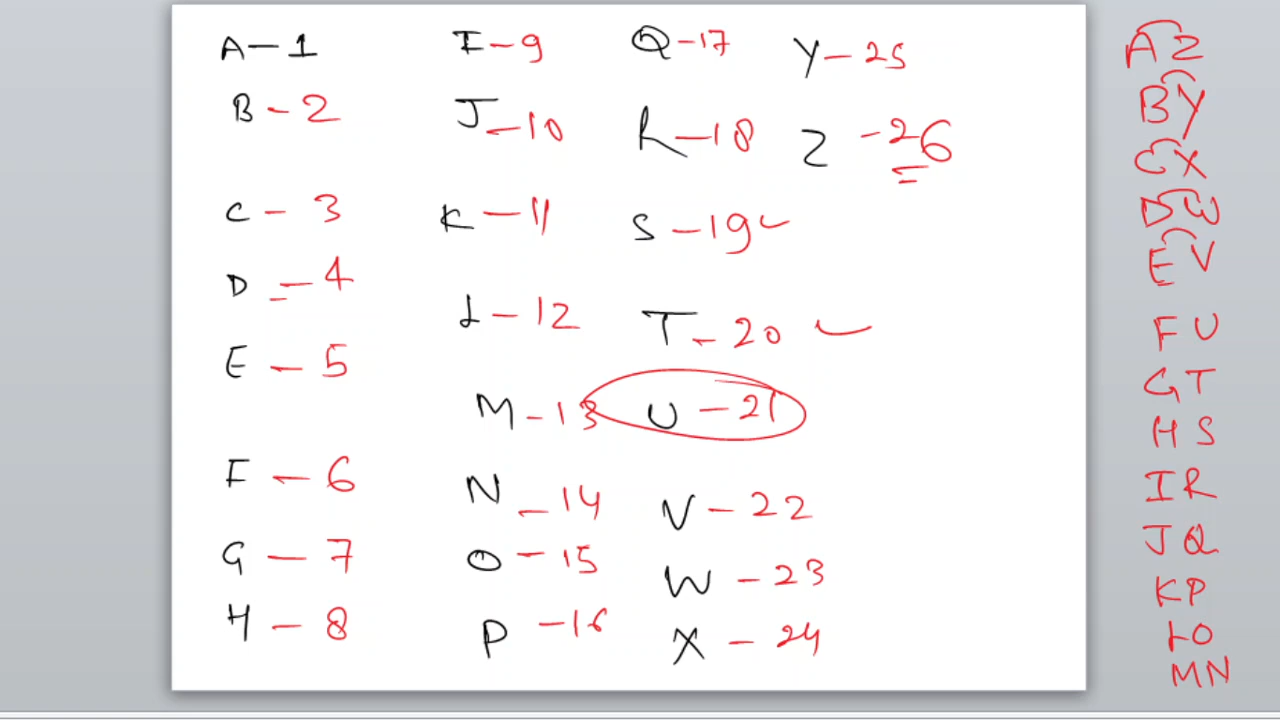 A - 1
B - 2
C - 3
D - 4
E - 5
F - 6
G - 7
H - 8
I - 9
J - 10
K - 11
L - 12
M - 13
N - 14
O - 15
P - 16
Q - 17
R - 18
S - 19
T - 20
U - 21
V - 22
W - 23
X - 24
Y - 25
Z - 26
AZ
BY
CX
DW
EV
FU
GT
HS
IR
JQ
KP
LO
MN